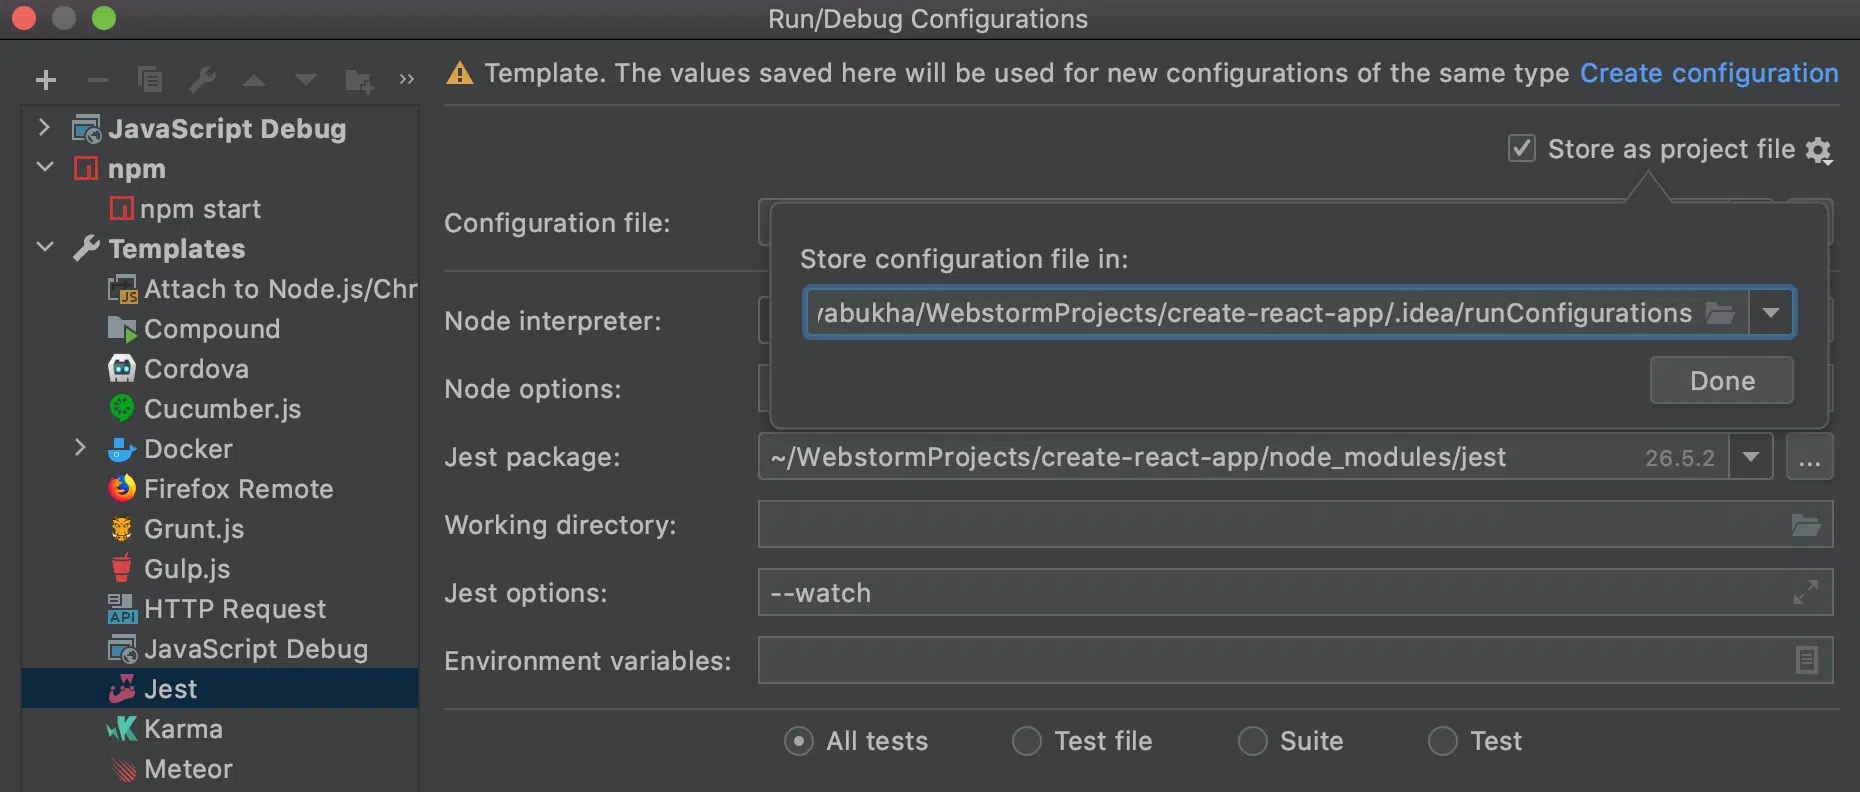 Run/Debug Configurations
Template. The values saved here will be used for new configurations of the same type Create configuration
JavaScript Debug
npm
npm start
Templates
Attach to Node.js/Chr
Compound
Cordova
Cucumber.js
Docker
Firefox Remote
Grunt.js
Gulp.js
API HTTP Request
JavaScript Debug
Jest
Karma
Meteor
Store as project file
Configuration file:
Store configuration file in:
yabukha/WebstormProjects/create-react-app/.idea/runConfigurations
Done
Node interpreter:
Node options:
Jest package: ~/WebstormProjects/create-react-app/node_modules/jest 26.5.2 ...
Working directory:
Jest options: --watch
Environment variables:
All tests Test file Suite Test